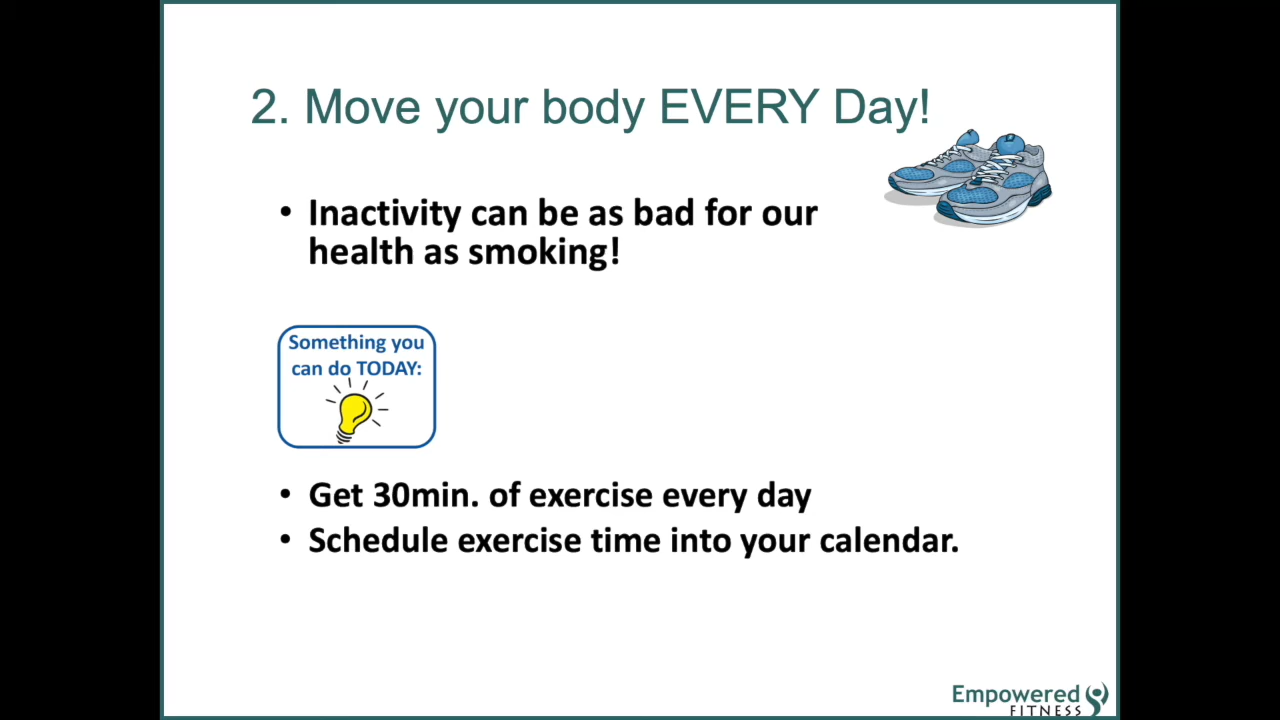 2. Move your body EVERY Day!
• Inactivity can be as bad for our
health as smoking!
Something you
can do TODAY:
• Get 30min. of exercise every day
• Schedule exercise time into your calendar.
Empowered
FITNESS